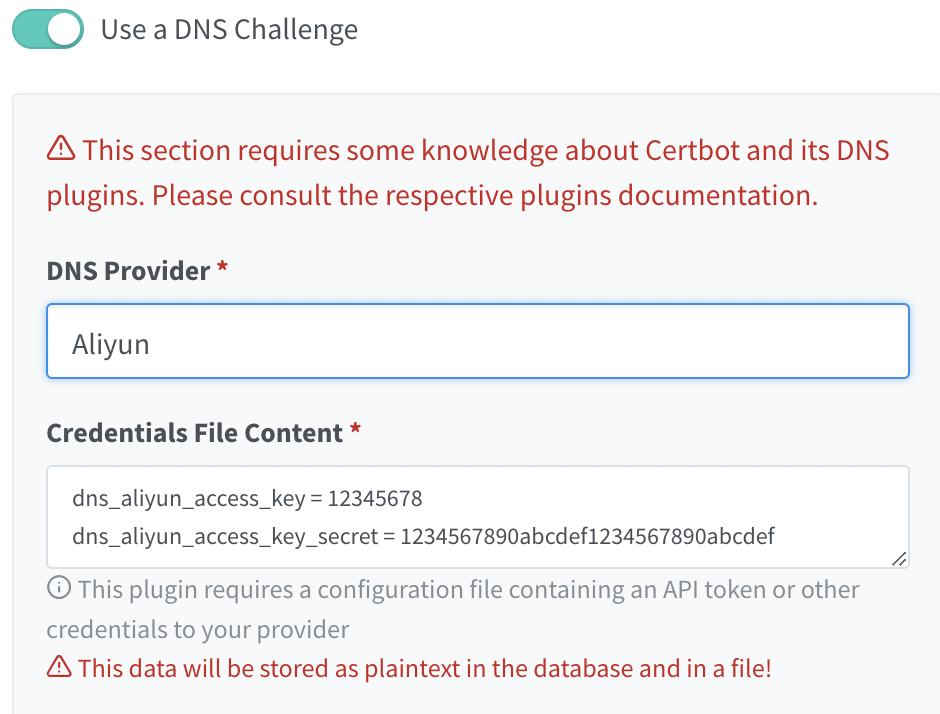 Use a DNS Challenge
This section requires some knowledge about Certbot and its DNS
plugins. Please consult the respective plugins documentation.
DNS Provider *
Aliyun
Credentials File Content *
dns_aliyun_access_key = 12345678
dns_aliyun_access_key_secret = 1234567890abcdef1234567890abcdef
This plugin requires a configuration file containing an API token or other
credentials to your provider
This data will be stored as plaintext in the database and in a file!